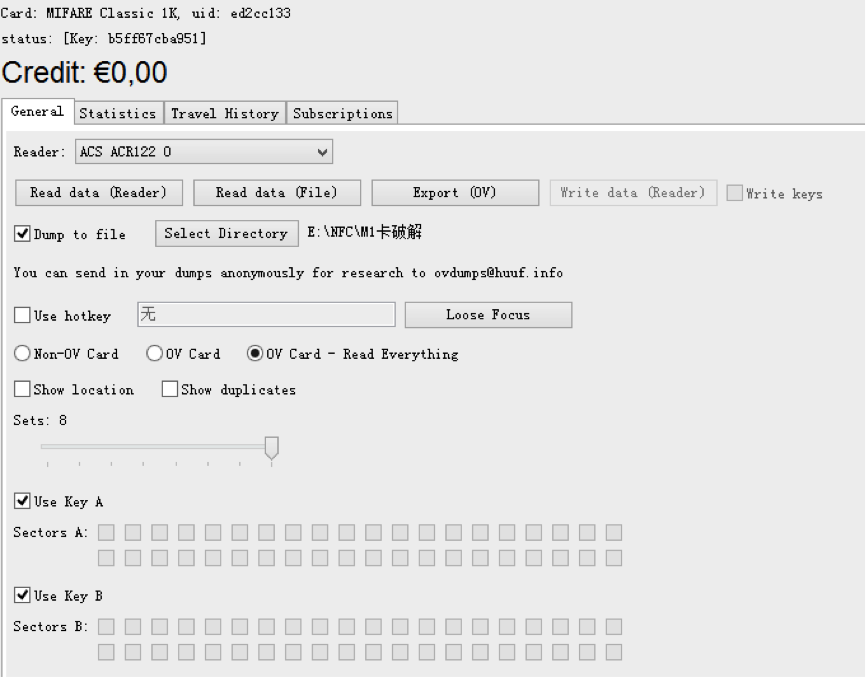 Card: MIFARE Classic 1K, uid: ed2cc133
status: [Key: b5ff67cba951]
Credit: €0,00
General Statistics Travel History Subscriptions
Reader: ACS ACR122 0
Read data (Reader) Read data (File) Export (OV) Write data (Reader) Write keys
Dump to file Select Directory E:\NFC\M1卡破解
You can send in your dumps anonymously for research to ovdumps@huuf.info
Use hotkey 无 Loose Focus
Non-OV Card OV Card OV Card - Read Everything
Show location Show duplicates
Sets: 8
Use Key A
Sectors A:
Use Key B
Sectors B: